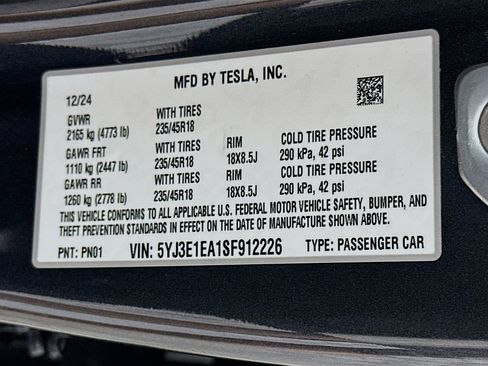 MFD BY TESLA, INC.
12/24
GVWR WITH TIRES
2165 kg (4773 lb) 235/45R18
GAWR FRT WITH TIRES RIM COLD TIRE PRESSURE
1110 kg (2447 lb) 235/45R18 18X8.5J 290 kPa, 42 psi
GAWR RR WITH TIRES RIM COLD TIRE PRESSURE
1260 kg (2778 lb) 235/45R18 18X8.5J 290 kPa, 42 psi
THIS VEHICLE CONFORMS TO ALL APPLICABLE U.S. FEDERAL MOTOR VEHICLE SAFETY, BUMPER, AND
THEFT PREVENTION STANDARDS IN EFFECT ON THE DATE OF MANUFACTURE SHOWN ABOVE.
PNT: PN01 VIN: 5YJ3E1EA1SF912226 TYPE: PASSENGER CAR